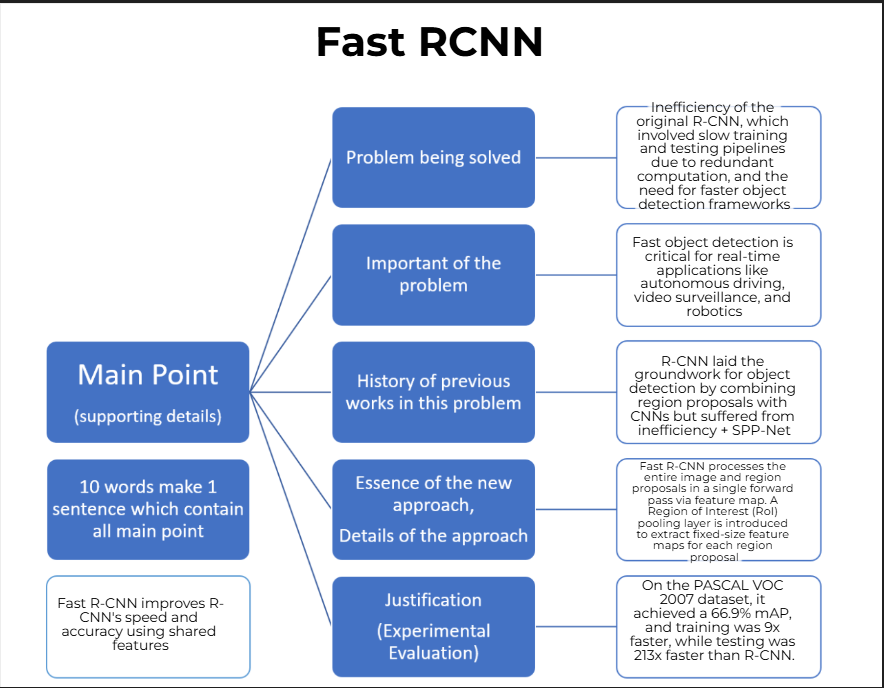 Fast RCNN
Main Point
(supporting details)
10 words make 1
sentence which contain
all main point
Fast R-CNN improves R-
CNN's speed and
accuracy using shared
features
Problem being solved
Inefficiency of the
original R-CNN, which
involved slow training
and testing pipelines
due to redundant
computation, and the
need for faster object
detection frameworks
Important of the
problem
Fast object detection is
critical for real-time
applications like
autonomous driving,
video surveillance, and
robotics
History of previous
works in this problem
R-CNN laid the
groundwork for object
detection by combining
region proposals with
CNNs but suffered from
inefficiency + SPP-Net
Essence of the new
approach,
Details of the approach
Fast R-CNN processes the
entire image and region
proposals in a single forward
pass via feature map. A
Region of Interest (RoI)
pooling layer is introduced
to extract fixed-size feature
maps for each region
proposal
Justification
(Experimental
Evaluation)
On the PASCAL VOC
2007 dataset, it
achieved a 66.9% mAP,
and training was 9x
faster, while testing was
213x faster than R-CNN.